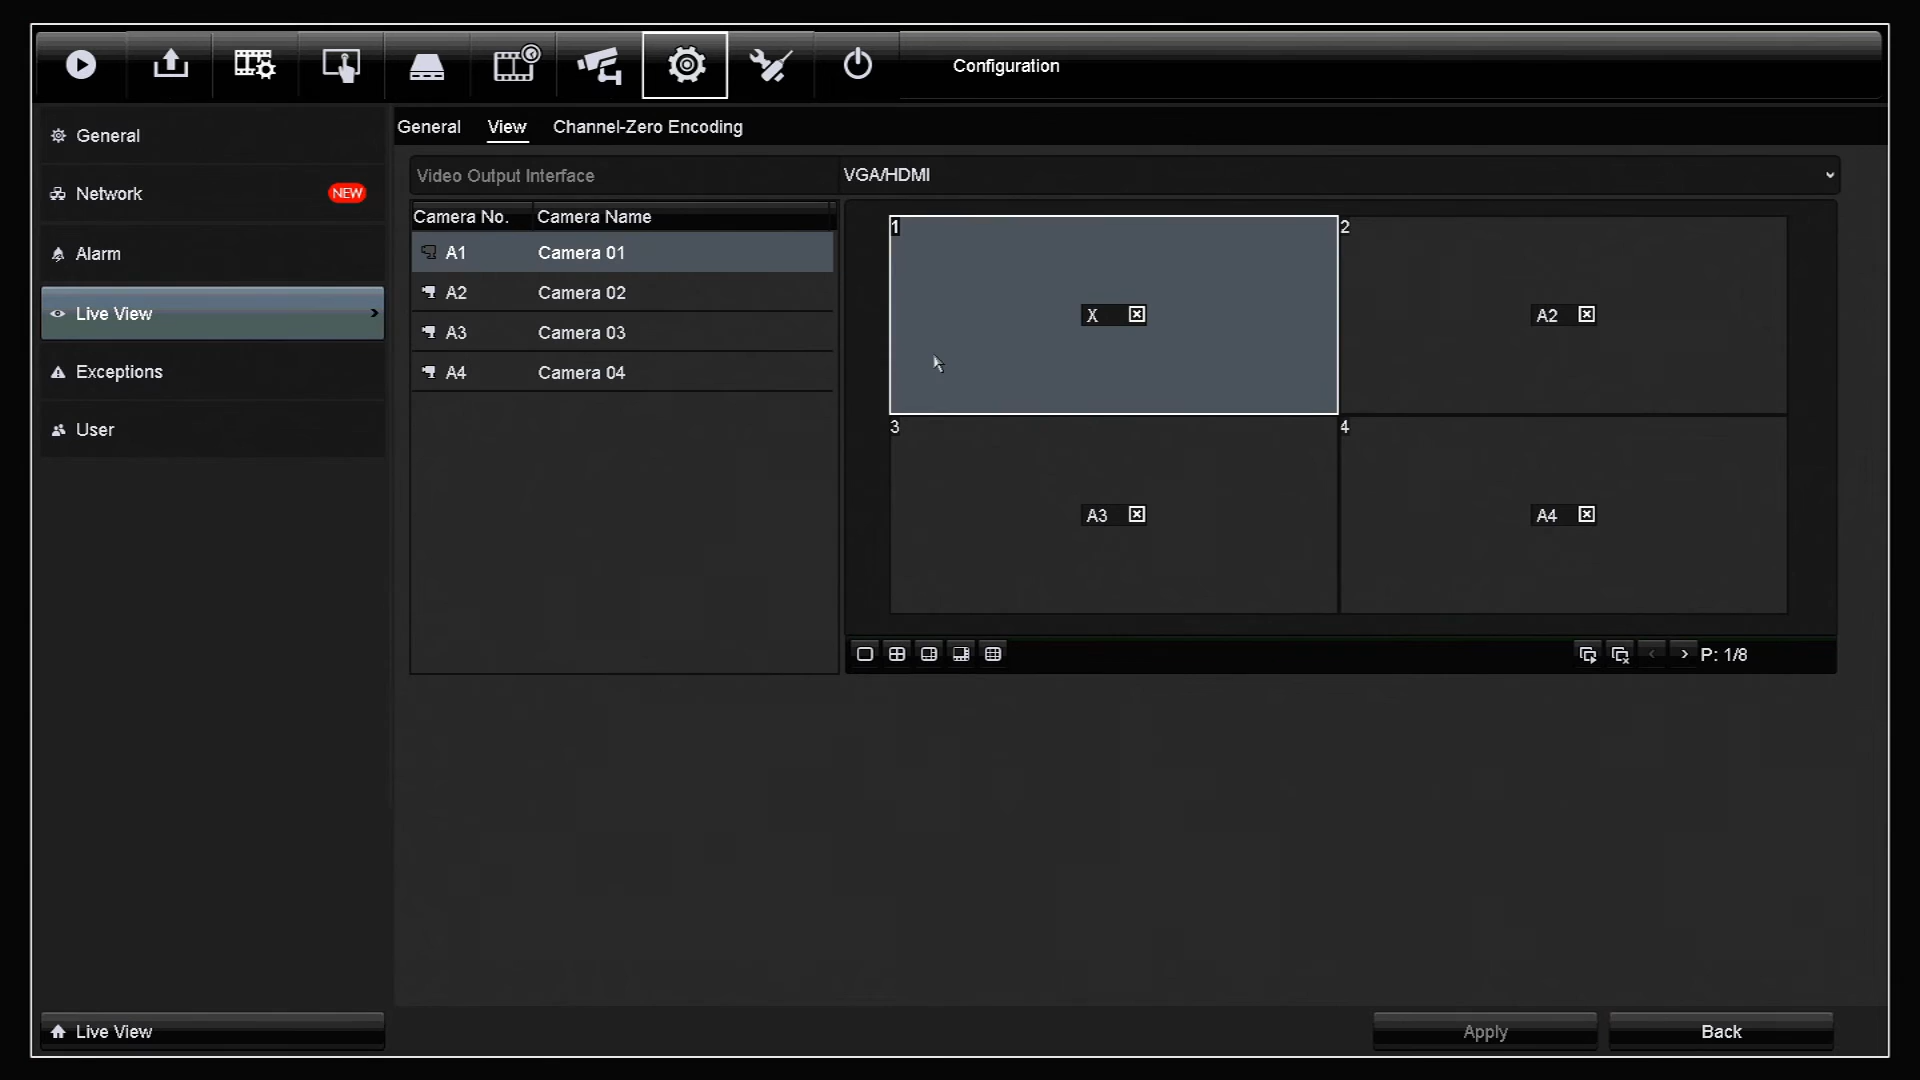 Configuration
General
Network NEW
Alarm
Live View
Exceptions
User
General View Channel-Zero Encoding
Video Output Interface VGA/HDMI
Camera No. Camera Name
A1 Camera 01
A2 Camera 02
A3 Camera 03
A4 Camera 04
1 2
X A2
3 4
A3 A4
P: 1/8
Live View Apply Back